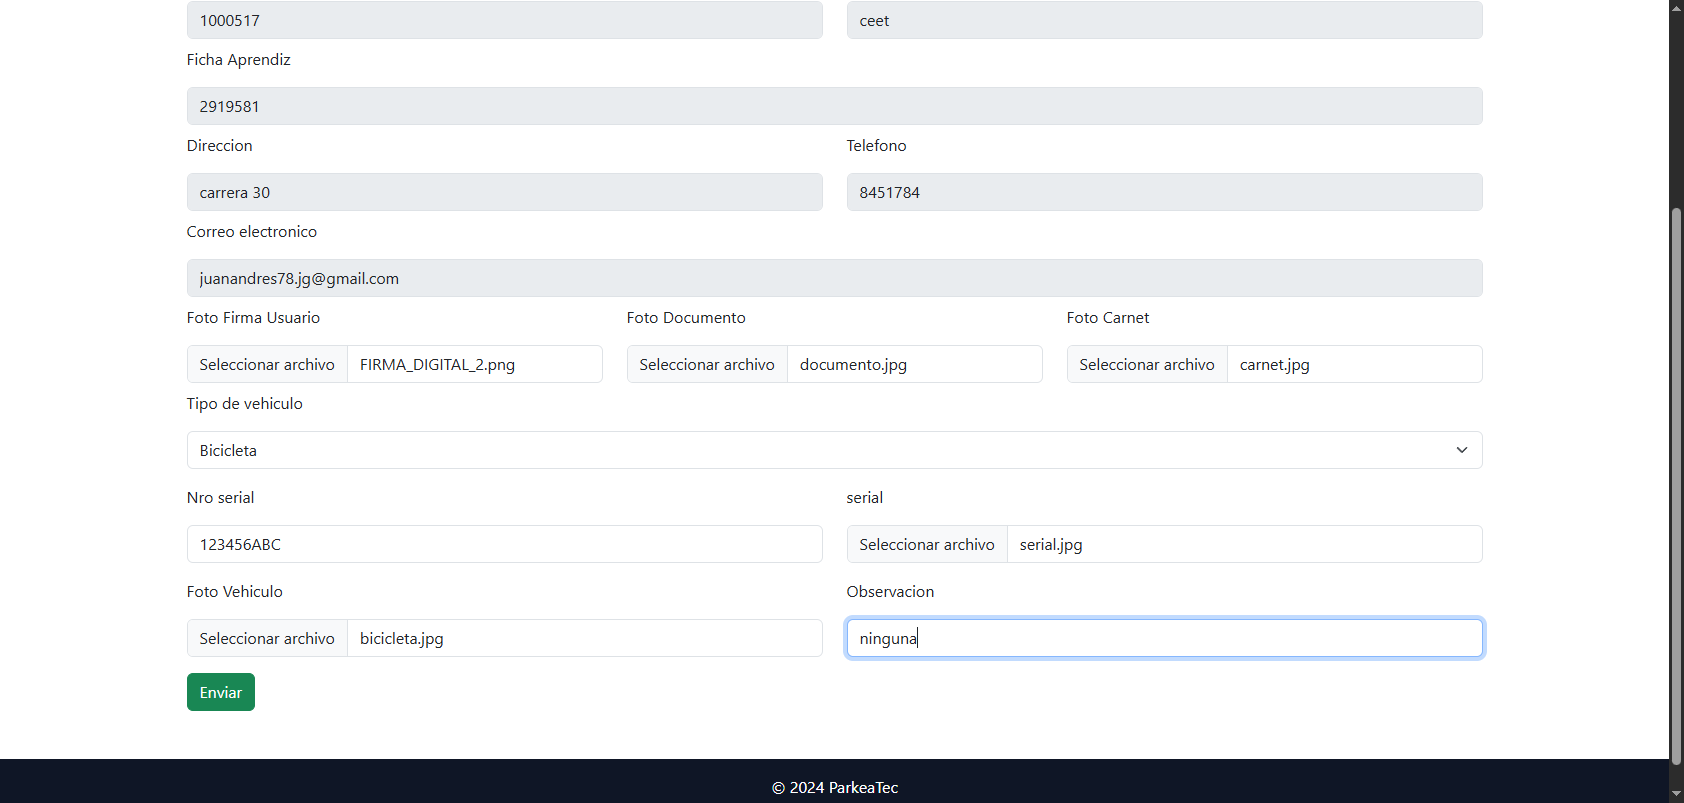 1000517 ceet
Ficha Aprendiz
2919581
Direccion Telefono
carrera 30 8451784
Correo electronico
juanandres78.jg@gmail.com
Foto Firma Usuario Foto Documento Foto Carnet
Seleccionar archivo FIRMA_DIGITAL_2.png Seleccionar archivo documento.jpg Seleccionar archivo carnet.jpg
Tipo de vehiculo
Bicicleta
Nro serial serial
123456ABC Seleccionar archivo serial.jpg
Foto Vehiculo Observacion
Seleccionar archivo bicicleta.jpg ninguna
Enviar
© 2024 ParkeaTec